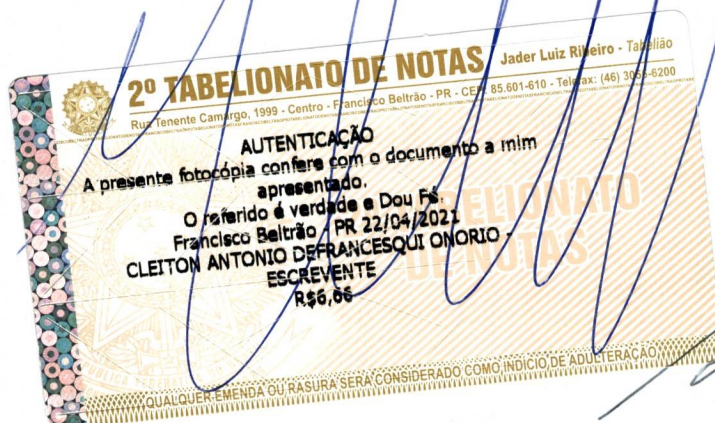 2º TABELIONATO DE NOTAS Jader Luiz Ribeiro - Tabelião
Rua Tenente Camargo, 1999 - Centro - Francisco Beltrão - PR - CEP. 85.601-610 - Telefax: (46) 3055-6200
AUTENTICAÇÃO
A presente fotocópia confere com o documento a mim
apresentado.
O referido é verdade e Dou Fé.
Francisco Beltrão - PR 22/04/2021
CLEITON ANTONIO DEFRANCESQUI ONORIO -
ESCREVENTE
R$6,66
TABELIONATO
DE NOTAS
QUALQUER EMENDA OU RASURA SERÁ CONSIDERADO COMO INDÍCIO DE ADULTERAÇÃO